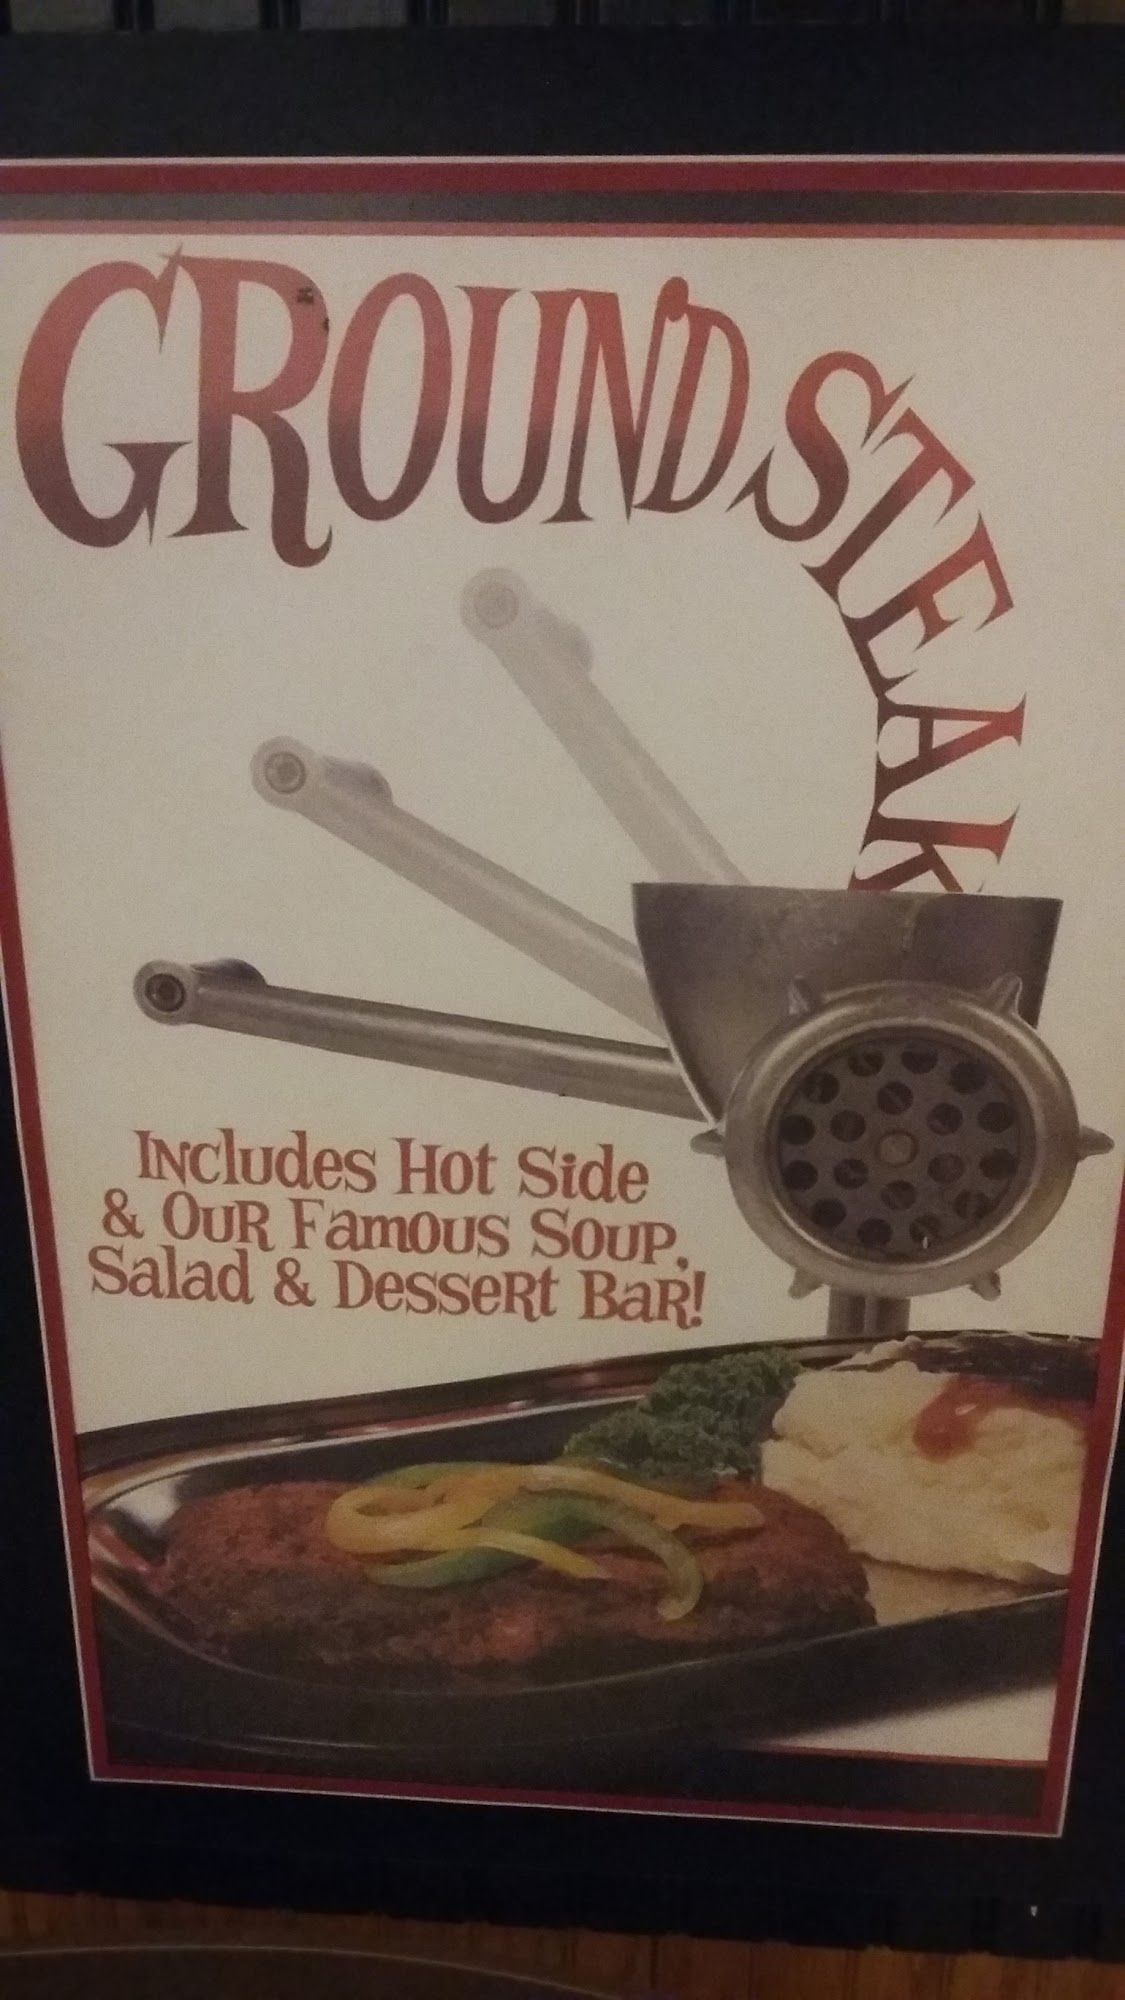 GROUND STEAK
Includes Hot Side
& Our Famous Soup,
Salad & Dessert Bar!